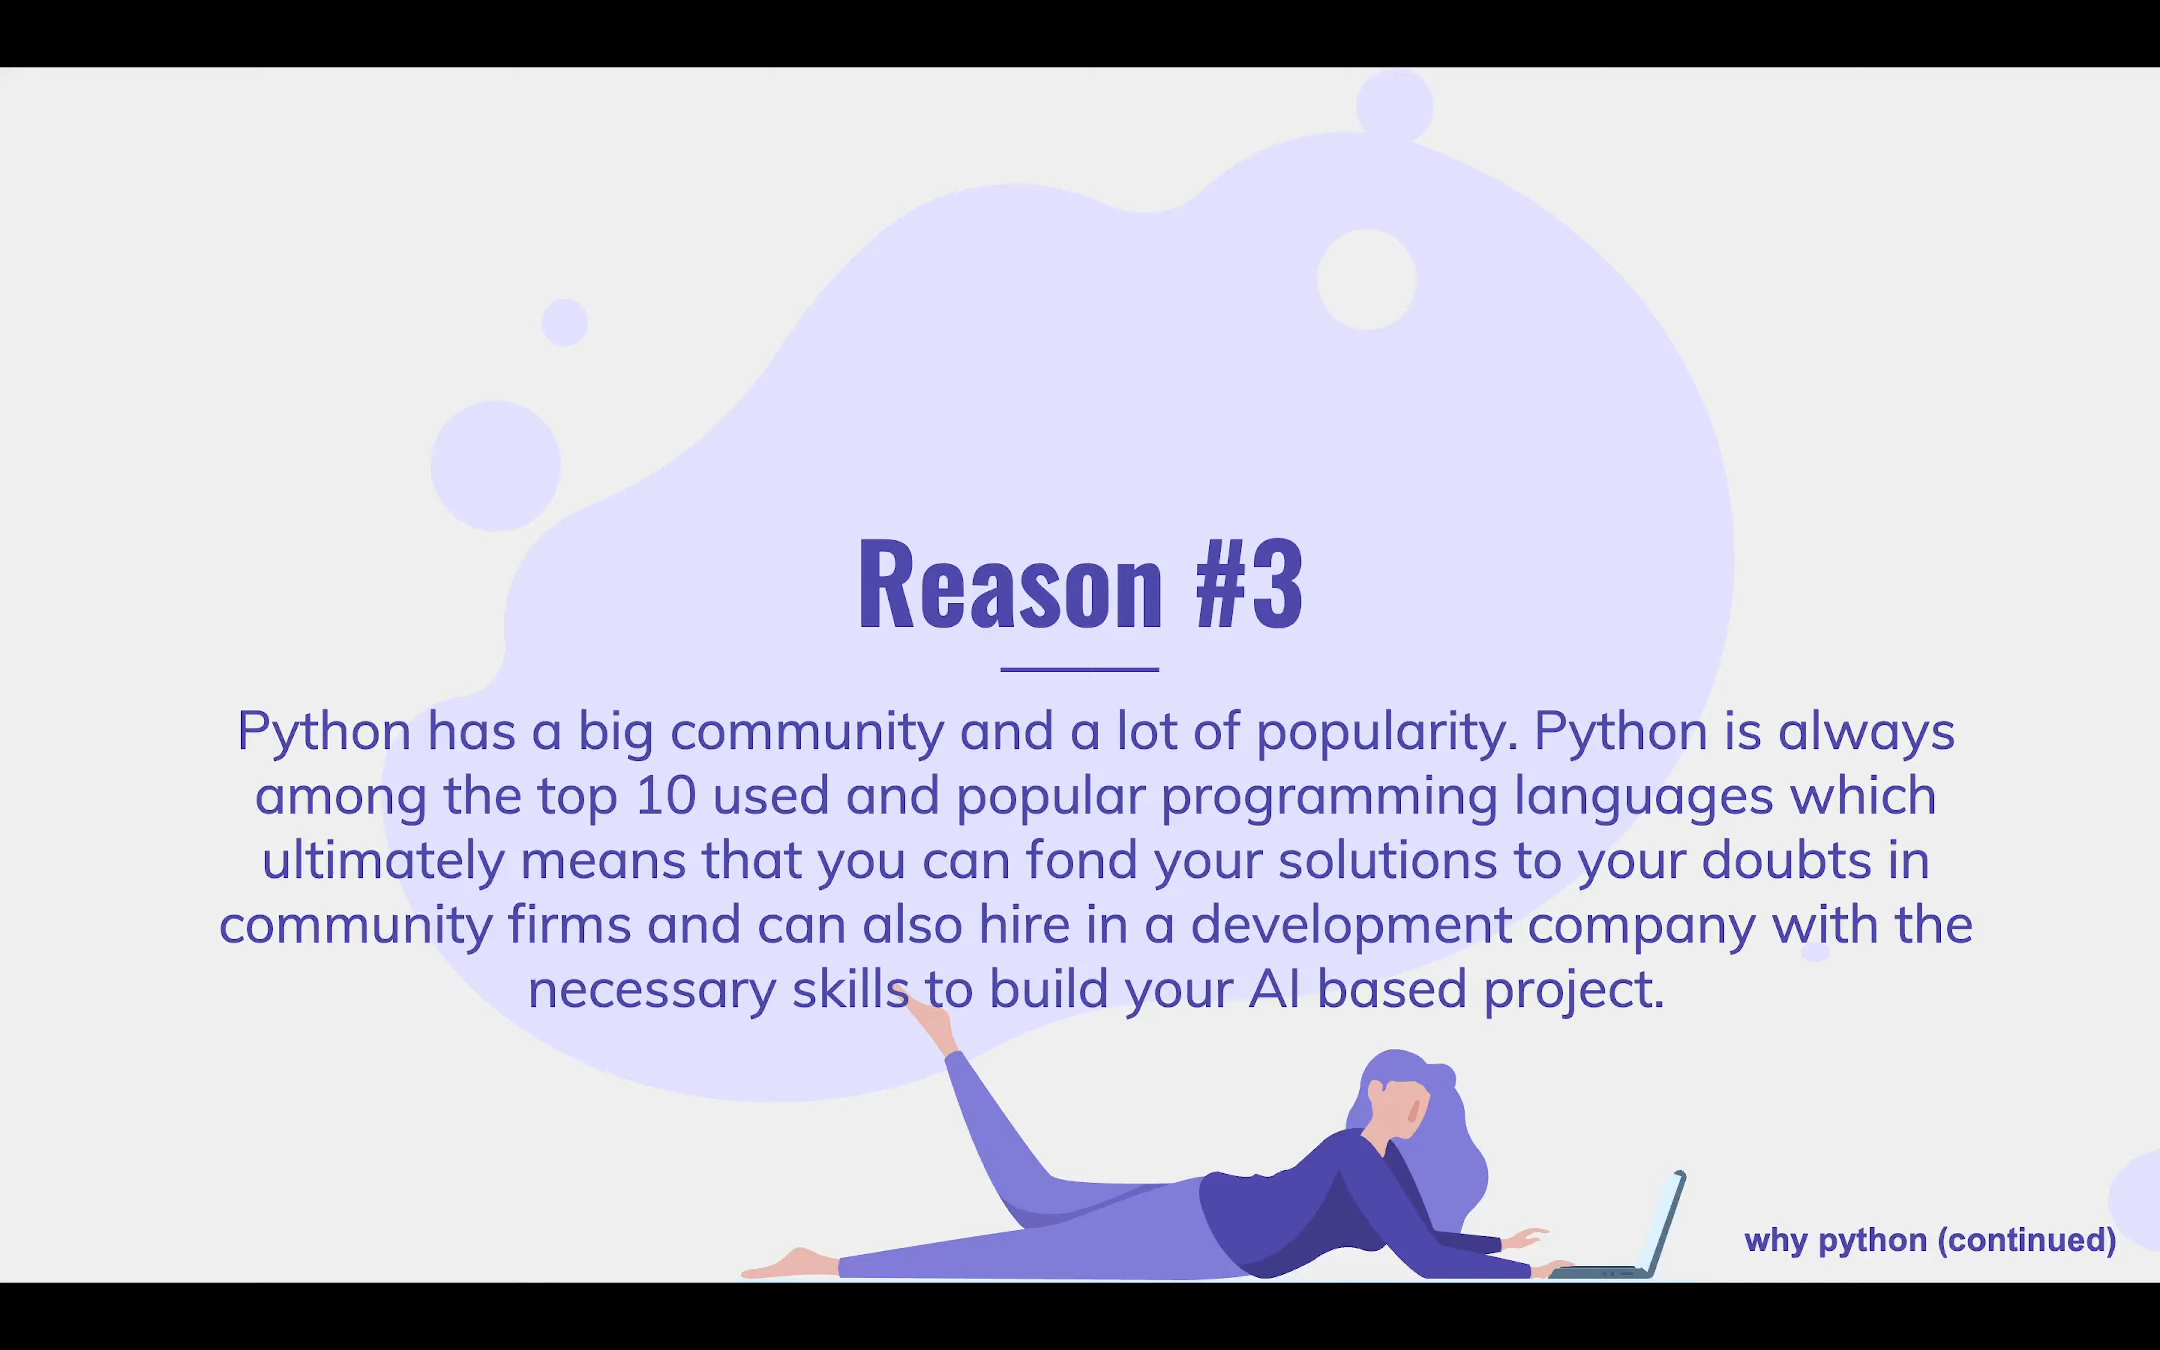 Reason #3
Python has a big community and a lot of popularity. Python is always
among the top 10 used and popular programming languages which
ultimately means that you can fond your solutions to your doubts in
community firms and can also hire in a development company with the
necessary skills to build your AI based project.
why python (continued)